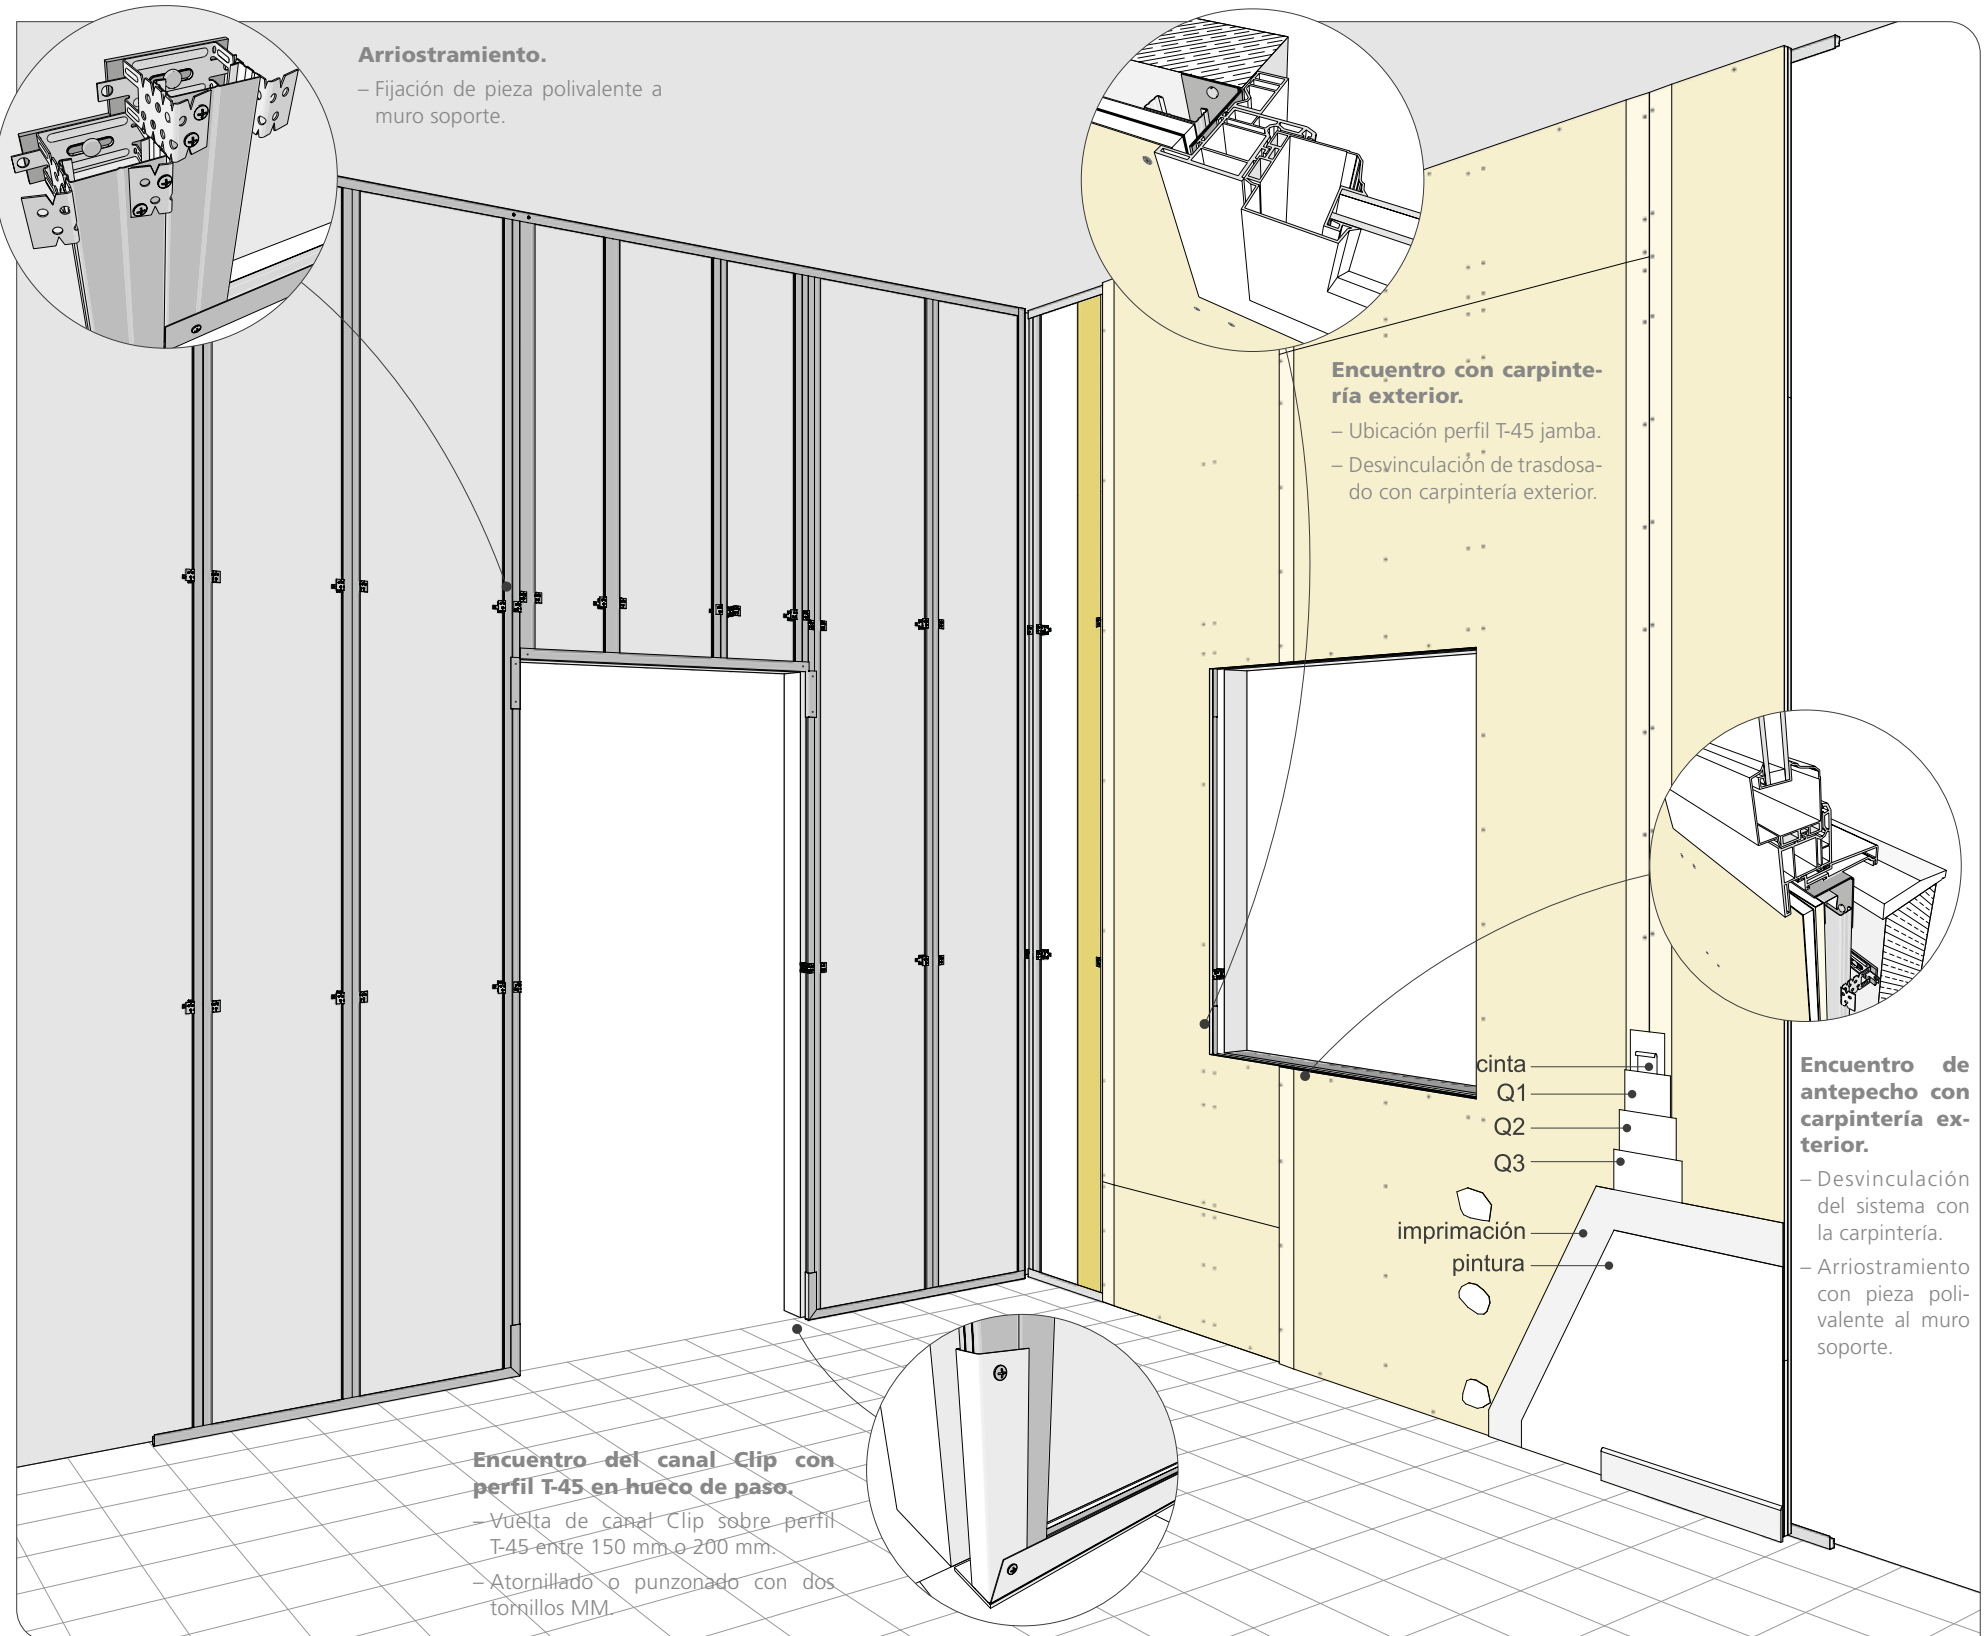 Arriostramiento.
– Fijación de pieza polivalente a
muro soporte.
Encuentro con carpinte-
ría exterior.
– Ubicación perfil T-45 jamba.
– Desvinculación de trasdosa-
do con carpintería exterior.
cinta
Q1
Q2
Q3
imprimación
pintura
Encuentro de
antepecho con
carpintería ex-
terior.
– Desvinculación
del sistema con
la carpintería.
– Arriostramiento
con pieza poli-
valente al muro
soporte.
Encuentro del canal Clip con
perfil T-45 en hueco de paso.
– Vuelta de canal Clip sobre perfil
T-45 entre 150 mm o 200 mm.
– Atornillado o punzonado con dos
tornillos MM.